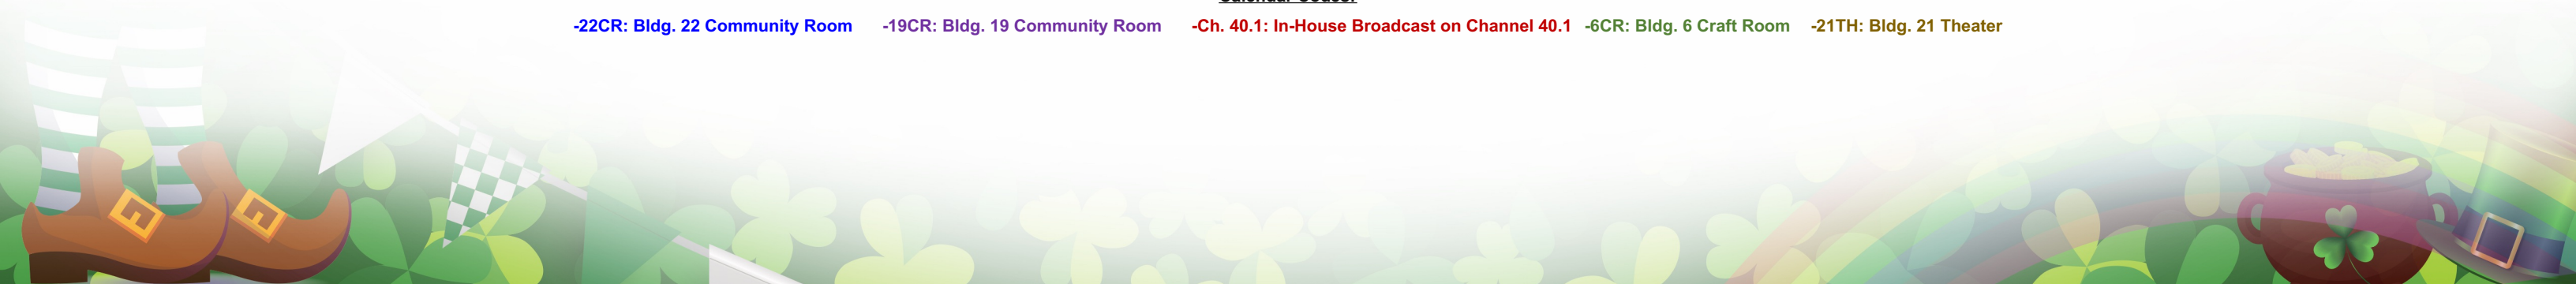 -22CR: Bldg. 22 Community Room -19CR: Bldg. 19 Community Room -Ch. 40.1: In-House Broadcast on Channel 40.1 -6CR: Bldg. 6 Craft Room -21TH: Bldg. 21 Theater